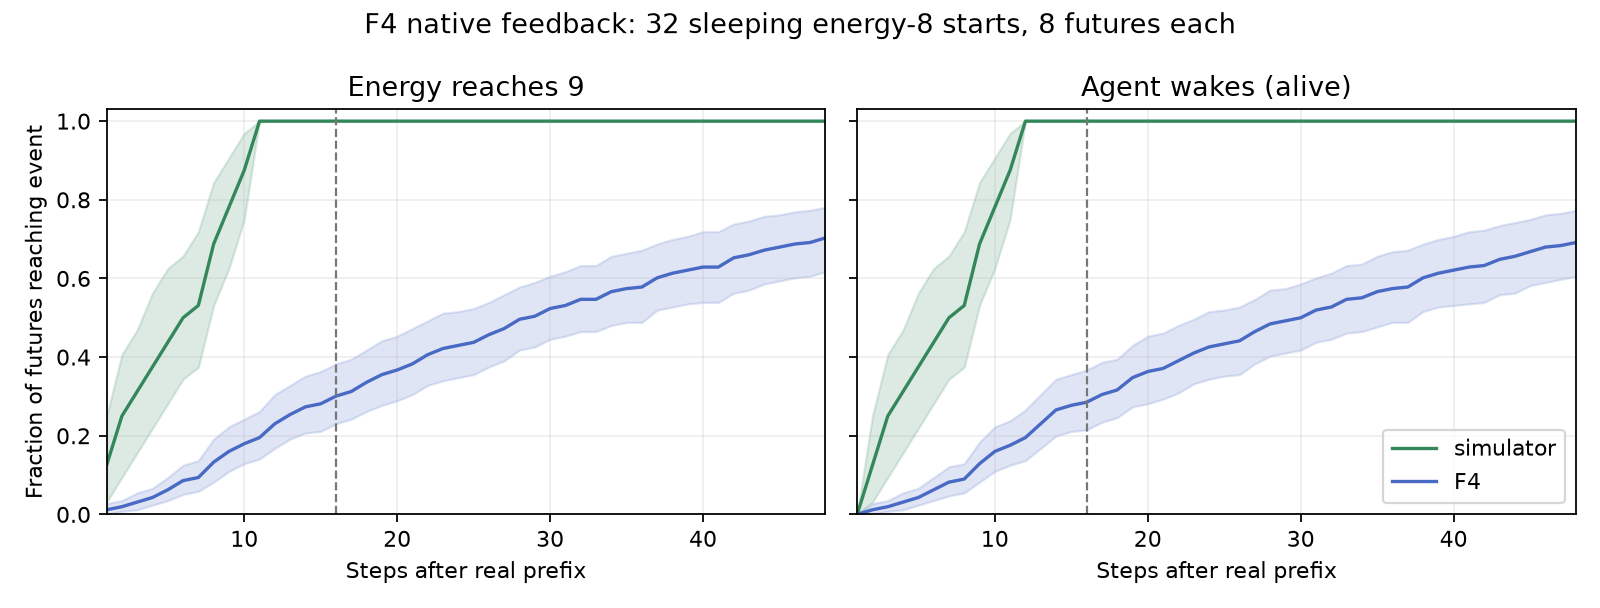 F4 native feedback: 32 sleeping energy-8 starts, 8 futures each
Energy reaches 9
Agent wakes (alive)
Fraction of futures reaching event
1.0
0.8
0.6
0.4
0.2
0.0
10
20
30
40
Steps after real prefix
10
20
30
40
Steps after real prefix
simulator
F4